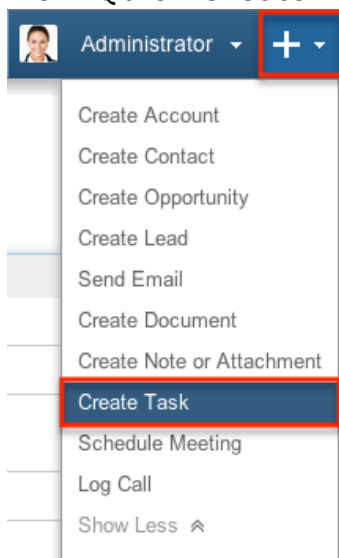 Administrator
Create Account
Create Contact
Create Opportunity
Create Lead
Send Email
Create Document
Create Note or Attachment
Create Task
Schedule Meeting
Log Call
Show Less